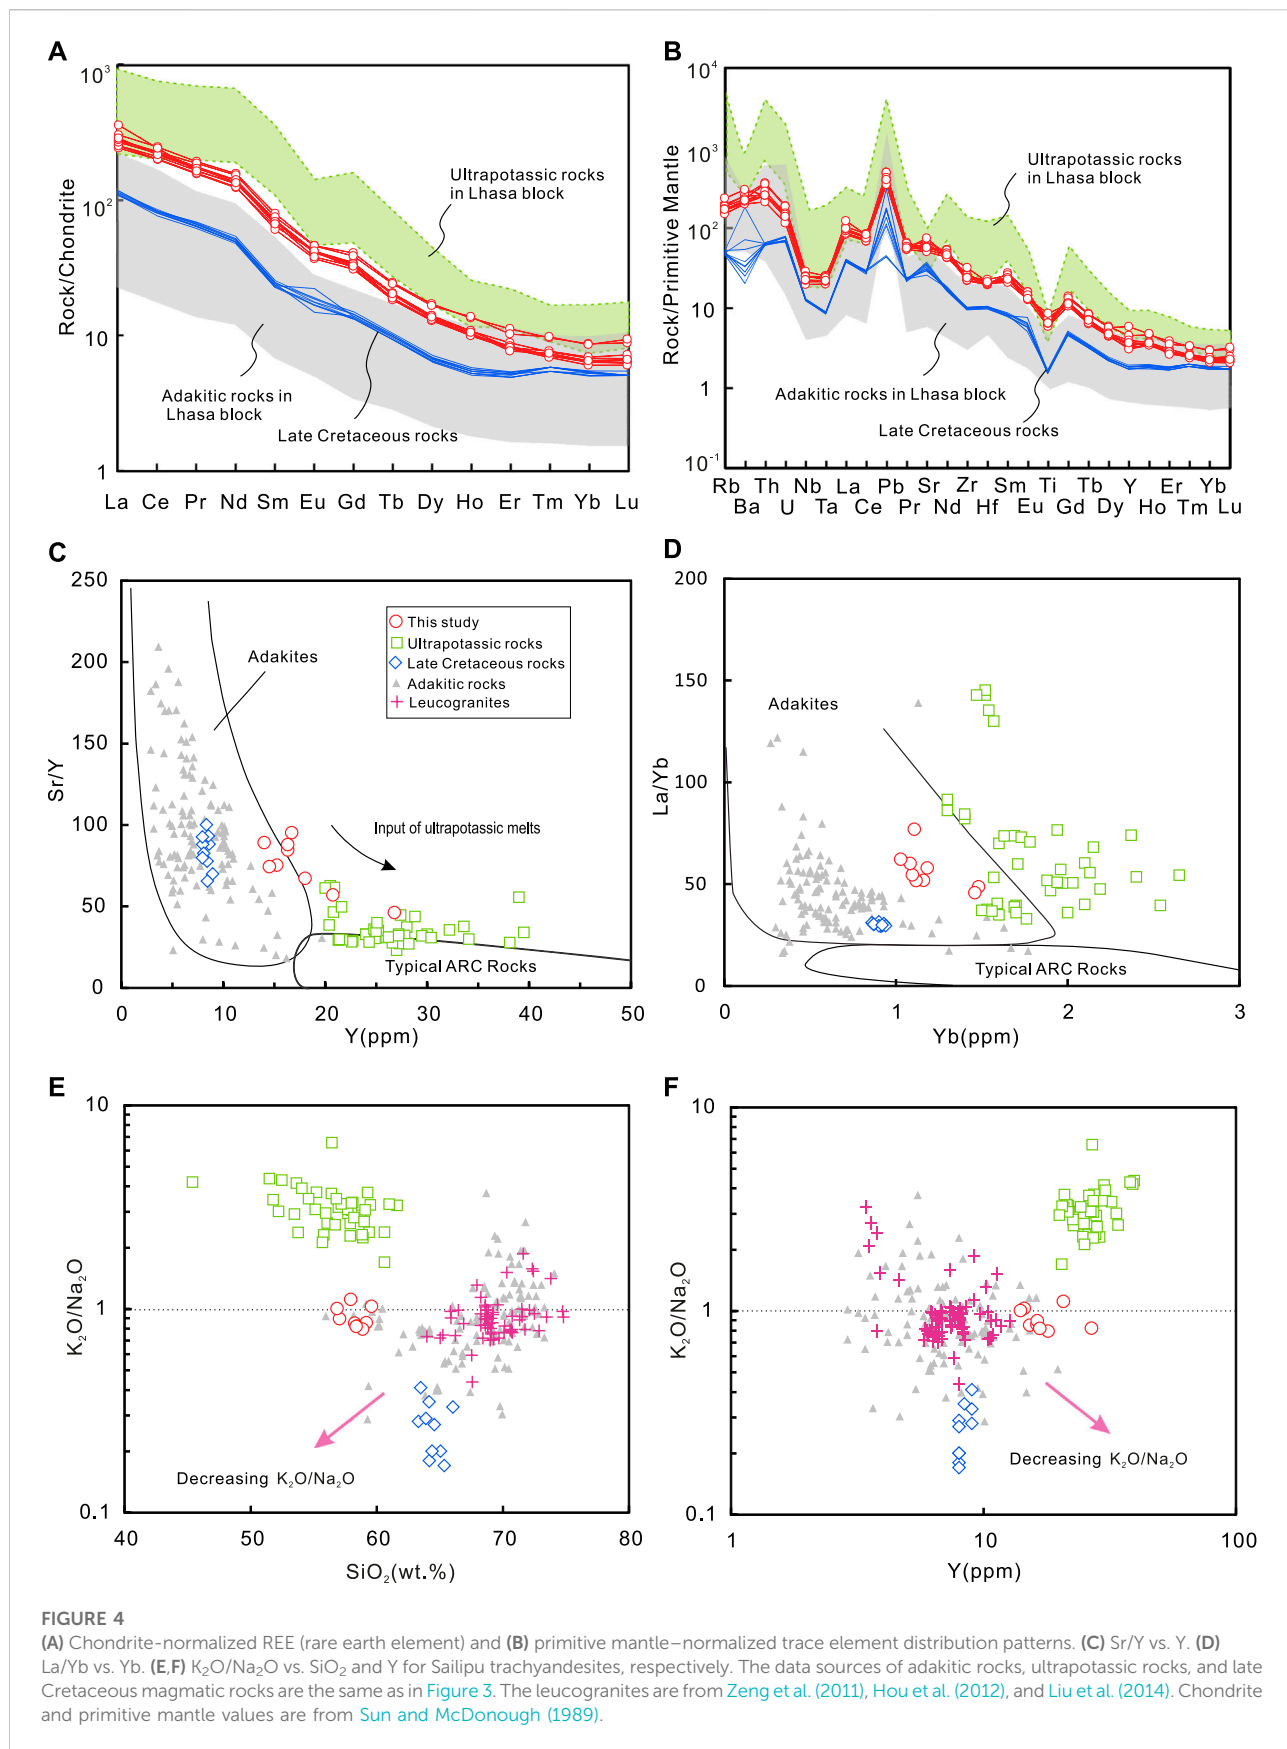 A
Rock/Chondrite
10³
10²
10
1
Ultrapotassic rocks
in Lhasa block
Adakitic rocks in
Lhasa block
Late Cretaceous rocks
La Ce Pr Nd Sm Eu Gd Tb Dy Ho Er Tm Yb Lu
B
Rock/Primitive Mantle
10⁴
10³
10²
10
1
10⁻¹
Ultrapotassic rocks
in Lhasa block
Adakitic rocks in Lhasa block
Late Cretaceous rocks
Rb Th Nb La Pb Sr Zr Sm Ti Tb Y Er Yb
Ba U Ta Ce Pr Nd Hf Eu Gd Dy Ho Tm Lu
C
Sr/Y
250
200
150
100
50
0
Adakites
This study
Ultrapotassic rocks
Late Cretaceous rocks
Adakitic rocks
Leucogranites
Input of ultrapotassic melts
Typical ARC Rocks
0 10 20 30 40 50
Y(ppm)
D
La/Yb
200
150
100
50
0
Adakites
Typical ARC Rocks
0 1 2 3
Yb(ppm)
E
K₂O/Na₂O
10
1
0.1
Decreasing K₂O/Na₂O
40 50 60 70 80
SiO₂(wt.%)
F
K₂O/Na₂O
10
1
0.1
Decreasing K₂O/Na₂O
1 10 100
Y(ppm)
FIGURE 4
(A) Chondrite-normalized REE (rare earth element) and (B) primitive mantle–normalized trace element distribution patterns. (C) Sr/Y vs. Y. (D)
La/Yb vs. Yb. (E,F) K₂O/Na₂O vs. SiO₂ and Y for Sailipu trachyandesites, respectively. The data sources of adakitic rocks, ultrapotassic rocks, and late
Cretaceous magmatic rocks are the same as in Figure 3. The leucogranites are from Zeng et al. (2011), Hou et al. (2012), and Liu et al. (2014). Chondrite
and primitive mantle values are from Sun and McDonough (1989).